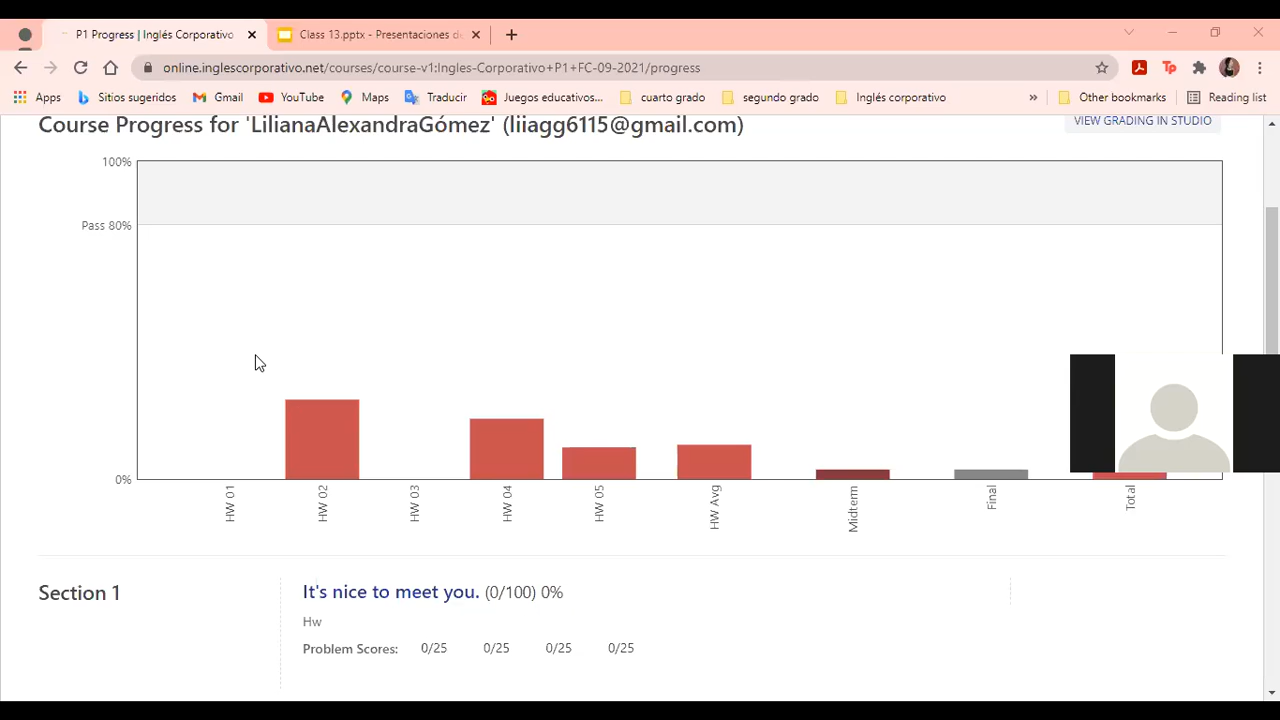 P1 Progress | Inglés Corporativo
Class 13.pptx - Presentaciones d
online.inglescorporativo.net/courses/course-v1:Ingles-Corporativo+P1+FC-09-2021/progress
Apps Sitios sugeridos Gmail YouTube Maps Traducir Juegos educativos... cuarto grado segundo grado Inglés corporativo » Other bookmarks Reading list
Course Progress for 'LilianaAlexandraGómez' (liiagg6115@gmail.com)
VIEW GRADING IN STUDIO
100%
Pass 80%
0%
HW 01
HW 02
HW 03
HW 04
HW 05
HW Avg
Midterm
Final
Total
Section 1
It's nice to meet you. (0/100) 0%
Hw
Problem Scores: 0/25 0/25 0/25 0/25